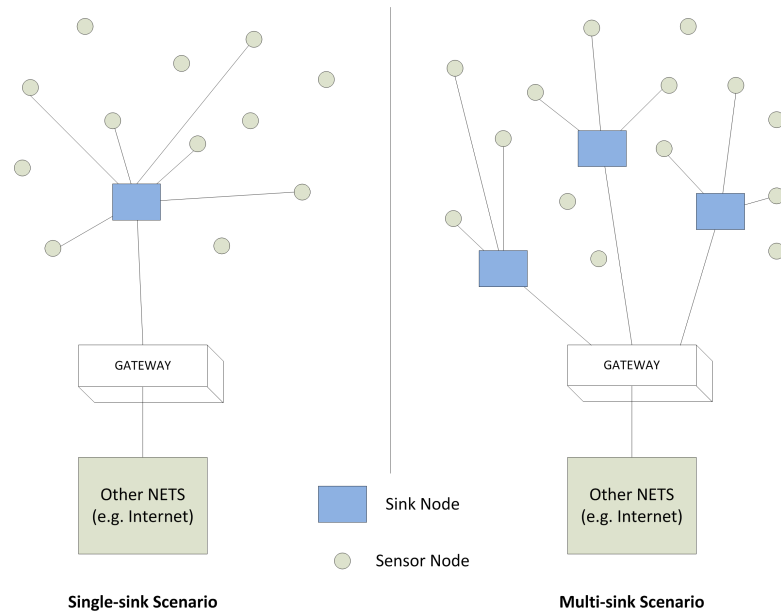 GATEWAY
Other NETS
(e.g. Internet)
Single-sink Scenario
Sink Node
Sensor Node
GATEWAY
Other NETS
(e.g. Internet)
Multi-sink Scenario